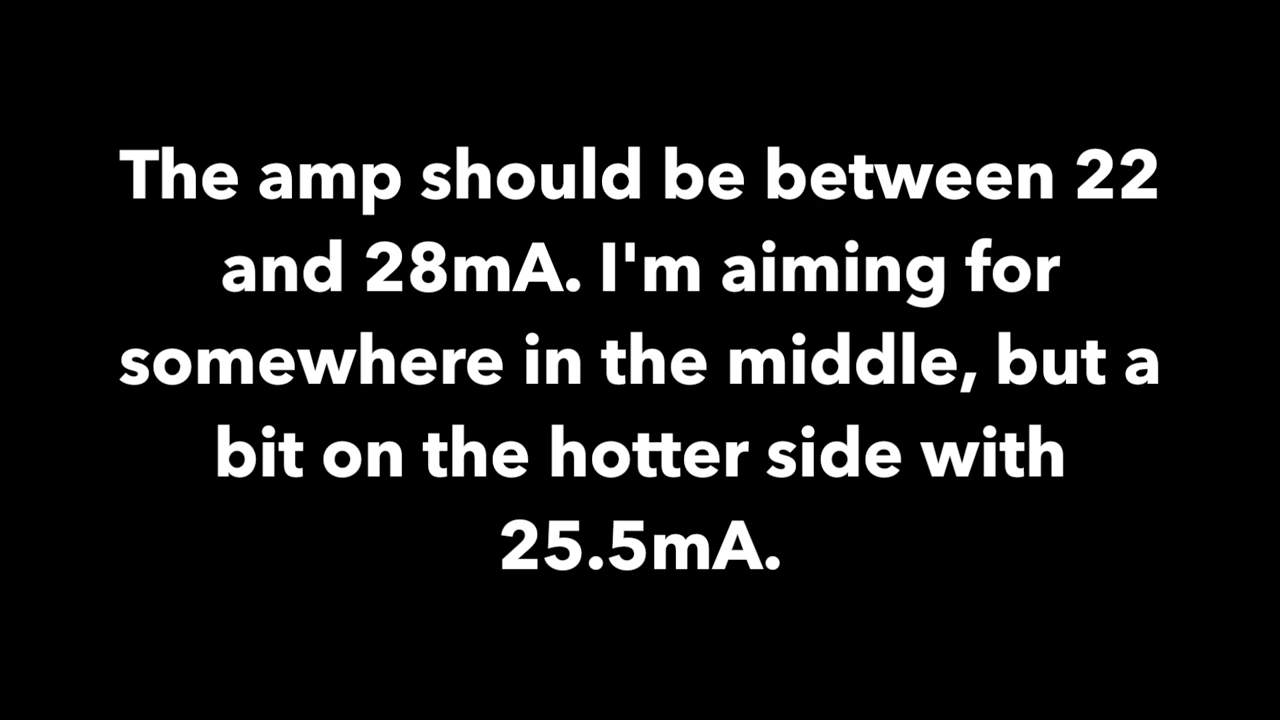 The amp should be between 22
and 28mA. I'm aiming for
somewhere in the middle, but a
bit on the hotter side with
25.5mA.